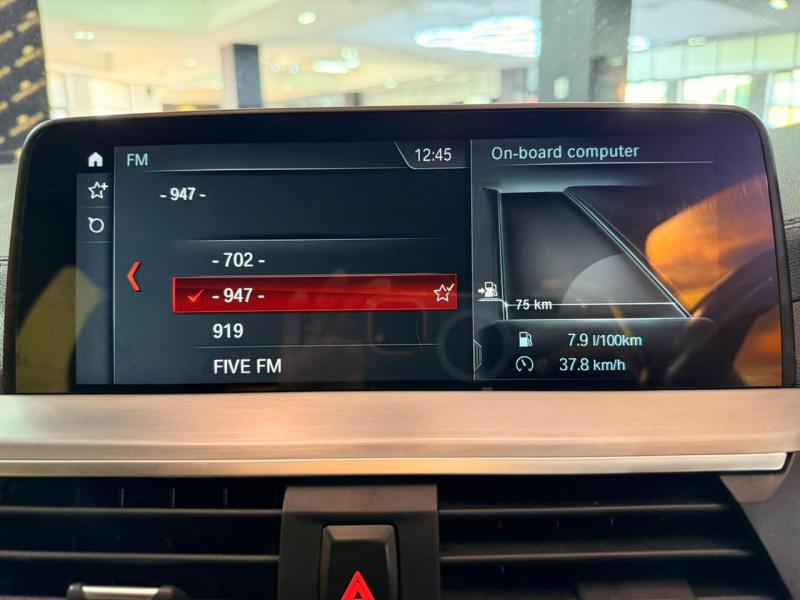 FM
12:45
- 947 -
- 702 -
- 947 -
919
FIVE FM
On-board computer
75 km
7.9 l/100km
37.8 km/h